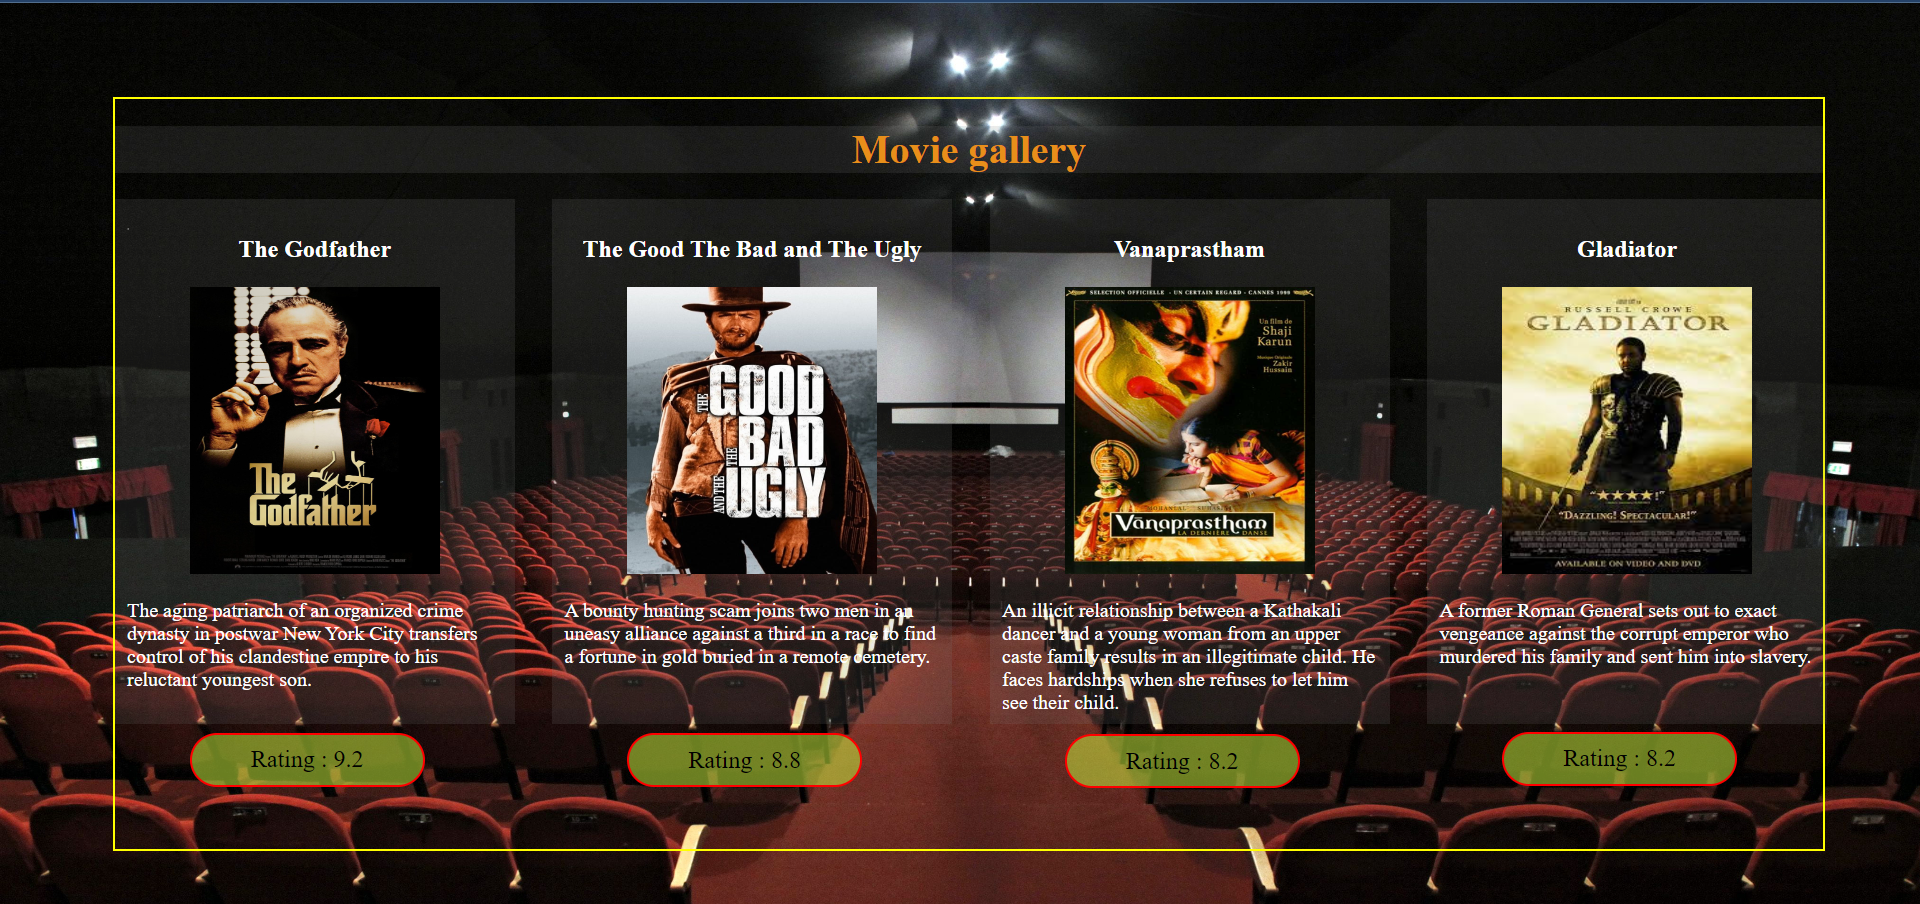 Movie gallery
The Godfather
The Godfather
The aging patriarch of an organized crime
dynasty in postwar New York City transfers
control of his clandestine empire to his
reluctant youngest son.
Rating : 9.2
The Good The Bad and The Ugly
THE GOOD
THE BAD
AND THE UGLY
A bounty hunting scam joins two men in an
uneasy alliance against a third in a race to find
a fortune in gold buried in a remote cemetery.
Rating : 8.8
Vanaprastham
SELECTION OFFICIELLE - UN CERTAIN REGARD - CANNES 1999
Un film de
Shaji
Karun
Musique Originale
Zakir
Hussain
Vanaprastham
LA DERNIÈRE DANSE
An illicit relationship between a Kathakali
dancer and a young woman from an upper
caste family results in an illegitimate child. He
faces hardships when she refuses to let him
see their child.
Rating : 8.2
Gladiator
RUSSELL CROWE
GLADIATOR
"★★★★!"
"DAZZLING! SPECTACULAR!"
AVAILABLE ON VIDEO AND DVD
A former Roman General sets out to exact
vengeance against the corrupt emperor who
murdered his family and sent him into slavery.
Rating : 8.2